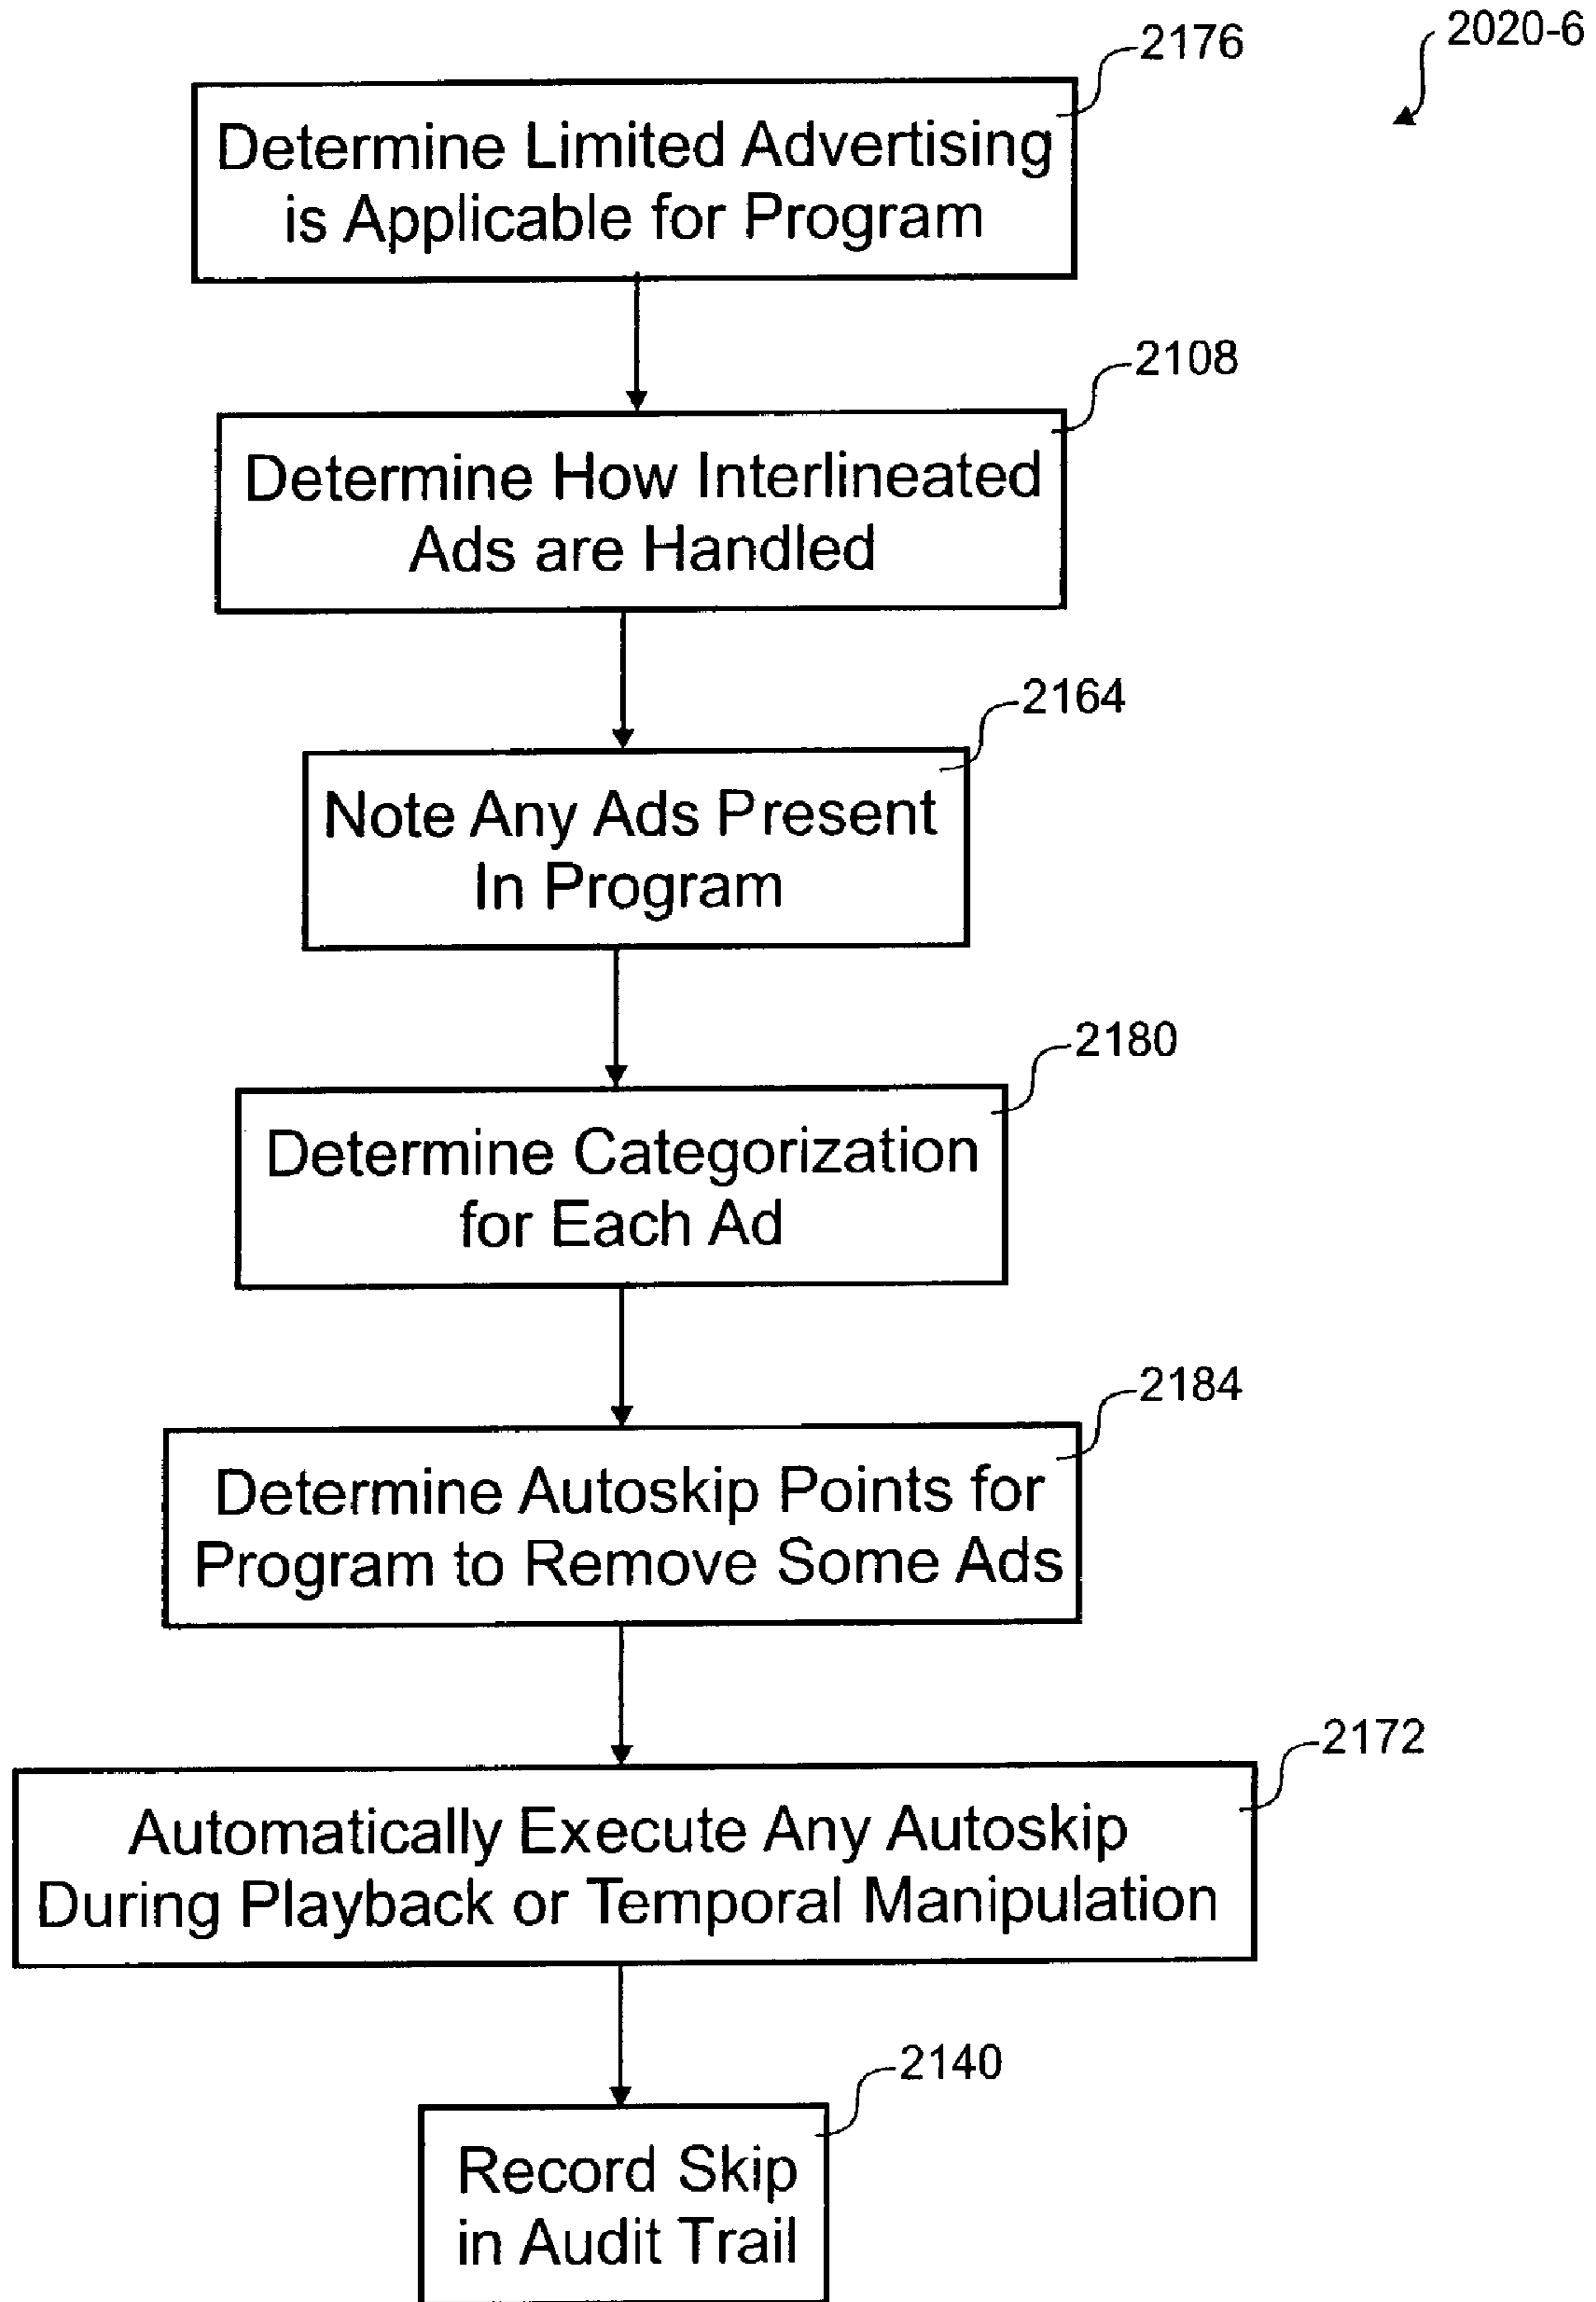 2020-6
2176
Determine Limited Advertising
is Applicable for Program
2108
Determine How Interlineated
Ads are Handled
2164
Note Any Ads Present
In Program
2180
Determine Categorization
for Each Ad
2184
Determine Autoskip Points for
Program to Remove Some Ads
2172
Automatically Execute Any Autoskip
During Playback or Temporal Manipulation
2140
Record Skip
in Audit Trail